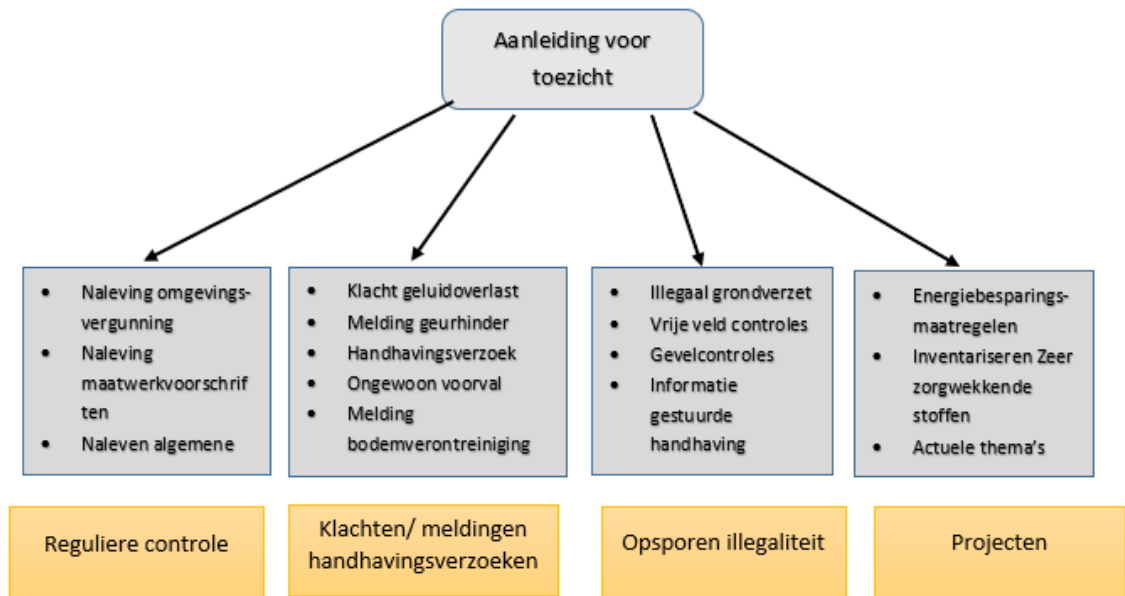 Aanleiding voor
toezicht
• Naleving omgevings-
vergunning
• Naleving
maatwerkvoorschrif
ten
• Naleven algemene
• Klacht geluidoverlast
• Melding geurhinder
• Handhavingsverzoek
• Ongewoon voorval
• Melding
bodemverontreiniging
• Illegaal grondverzet
• Vrije veld controles
• Gevelcontroles
• Informatie
gestuurde
handhaving
• Energiebesparings-
maatregelen
• Inventariseren Zeer
zorgwekkende
stoffen
• Actuele thema's
Reguliere controle
Klachten/ meldingen
handhavingsverzoeken
Opsporen illegaliteit
Projecten